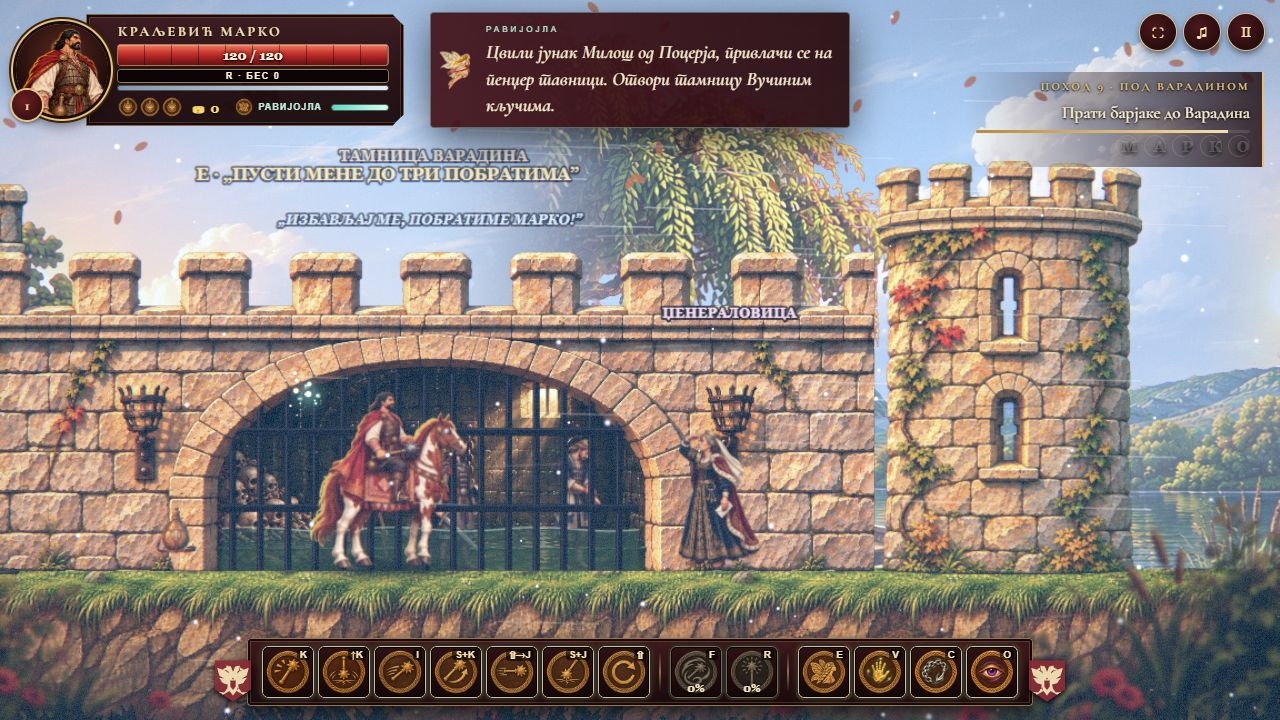 КРАЉЕВИЋ МАРКО
120 / 120
R · БЕС 0
I
0
РАВИЈОЈЛА
РАВИЈОЈЛА
Цвили јунак Милош од Поцерја, привлачи се на
пенџер тавници. Отвори тамницу Вучиним
кључима.
ПОХОД 9 · ПОД ВАРАДИНОМ
Прати барјаке до Варадина
М А Р К О
ТАМНИЦА ВАРАДИНА
Е · „ПУСТИ МЕНЕ ДО ТРИ ПОБРАТИМА”
„ИЗБАВЉАЈ МЕ, ПОБРАТИМЕ МАРКО!”
ЏЕНЕРАЛОВИЦА
K
↑K
I
S+K
⇧→J
S+J
⇧
F
0%
R
0%
E
V
C
O